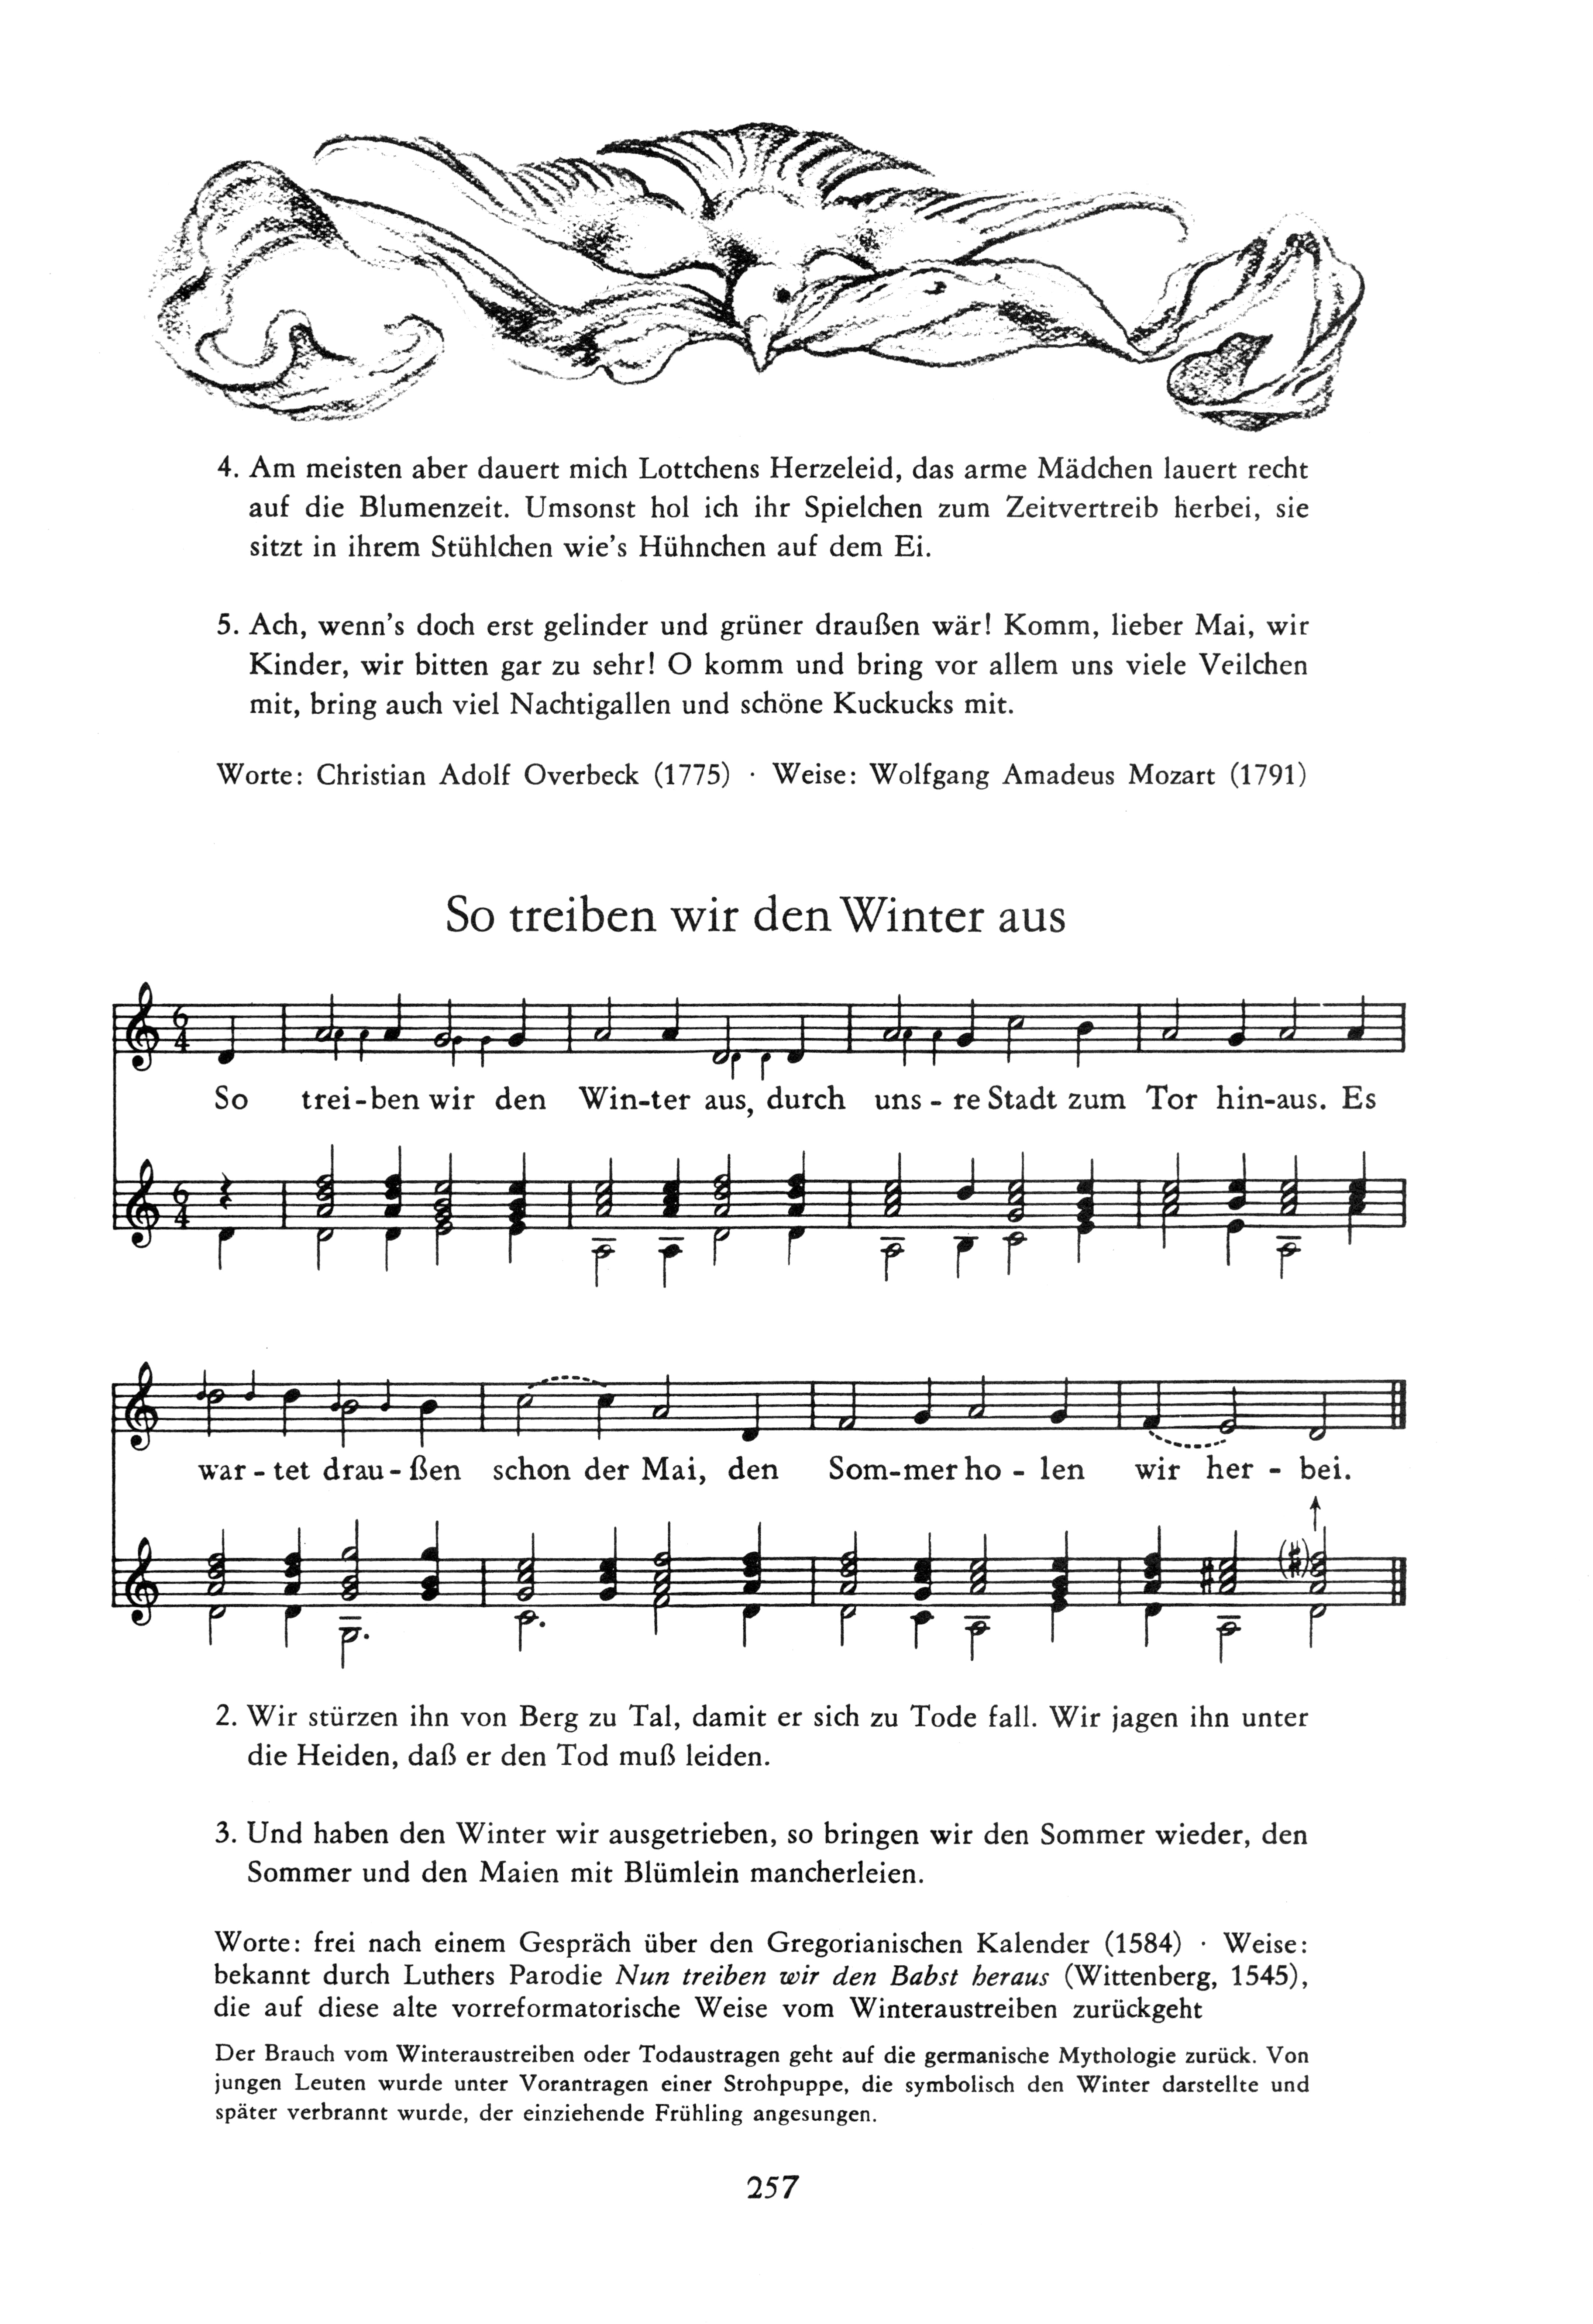 4. Am meisten aber dauert mich Lottchens Herzeleid, das arme Mädchen lauert recht
auf die Blumenzeit. Umsonst hol ich ihr Spielchen zum Zeitvertreib herbei, sie
sitzt in ihrem Stühlchen wie's Hühnchen auf dem Ei.
5. Ach, wenn's doch erst gelinder und grüner draußen wär! Komm, lieber Mai, wir
Kinder, wir bitten gar zu sehr! O komm und bring vor allem uns viele Veilchen
mit, bring auch viel Nachtigallen und schöne Kuckucks mit.
Worte: Christian Adolf Overbeck (1775) · Weise: Wolfgang Amadeus Mozart (1791)
So treiben wir den Winter aus
6
4
So trei-ben wir den Win-ter aus, durch uns - re Stadt zum Tor hin-aus. Es
6
4
war - tet drau - ßen schon der Mai, den Som-mer ho - len wir her - bei.
2. Wir stürzen ihn von Berg zu Tal, damit er sich zu Tode fall. Wir jagen ihn unter
die Heiden, daß er den Tod muß leiden.
3. Und haben den Winter wir ausgetrieben, so bringen wir den Sommer wieder, den
Sommer und den Maien mit Blümlein mancherleien.
Worte: frei nach einem Gespräch über den Gregorianischen Kalender (1584) · Weise:
bekannt durch Luthers Parodie Nun treiben wir den Babst heraus (Wittenberg, 1545),
die auf diese alte vorreformatorische Weise vom Winteraustreiben zurückgeht
Der Brauch vom Winteraustreiben oder Todaustragen geht auf die germanische Mythologie zurück. Von
jungen Leuten wurde unter Vorantragen einer Strohpuppe, die symbolisch den Winter darstellte und
später verbrannt wurde, der einziehende Frühling angesungen.
257